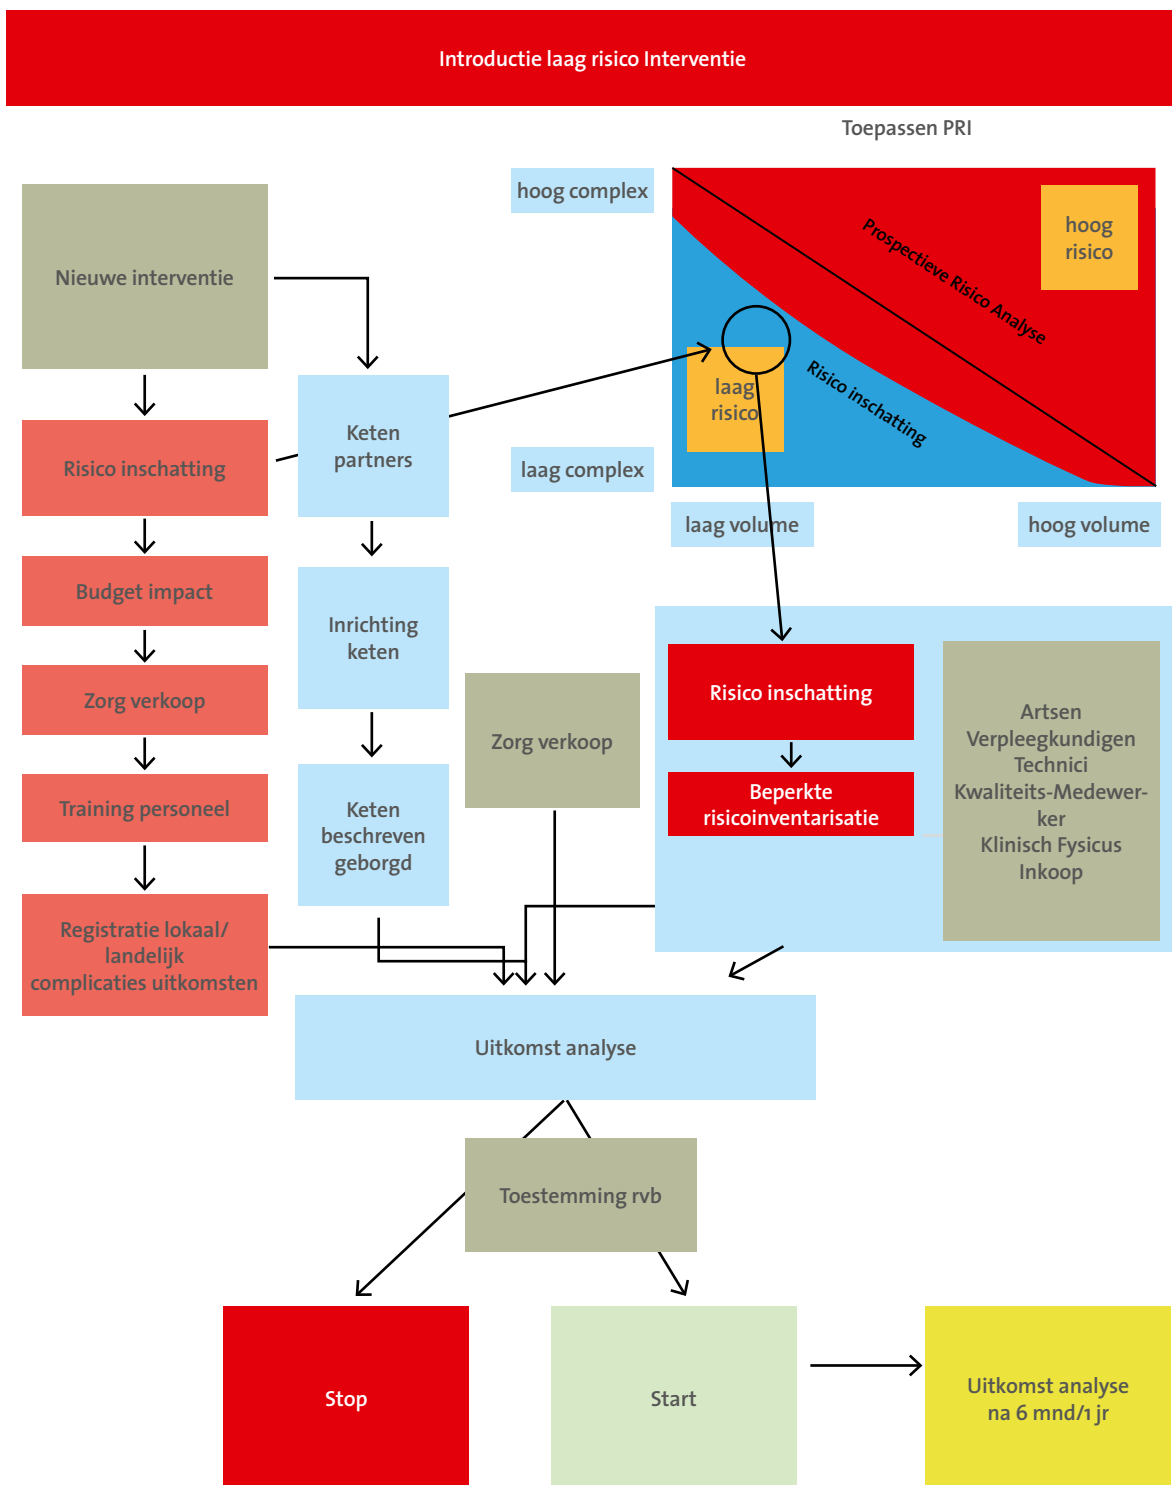 Introductie laag risico Interventie
Toepassen PRI
hoog complex
Nieuwe interventie
hoog
risico
Prospectieve Risico Analyse
Risico inschatting
laag
risico
Keten
partners
Risico inschatting
laag complex
laag volume
hoog volume
Budget impact
Inrichting
keten
Zorg verkoop
Zorg verkoop
Risico inschatting
Beperkte
risicoinventarisatie
Artsen
Verpleegkundigen
Technici
Kwaliteits-Medewer-
ker
Klinisch Fysicus
Inkoop
Training personeel
Keten
beschreven
geborgd
Registratie lokaal/
landelijk
complicaties uitkomsten
Uitkomst analyse
Toestemming rvb
Stop
Start
Uitkomst analyse
na 6 mnd/1 jr